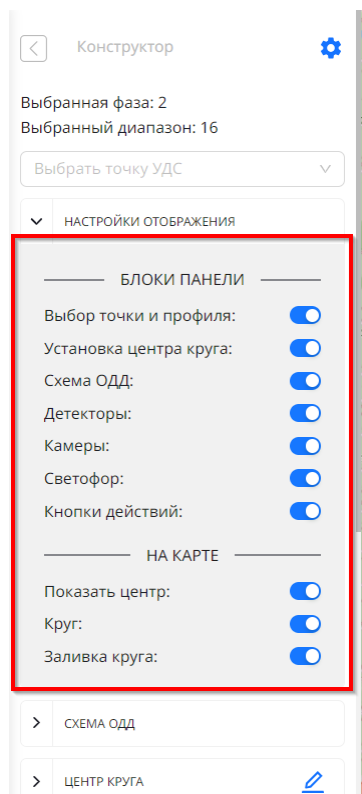 Конструктор
Выбранная фаза: 2
Выбранный диапазон: 16
Выбрать точку УДС
НАСТРОЙКИ ОТОБРАЖЕНИЯ
БЛОКИ ПАНЕЛИ
Выбор точки и профиля:
Установка центра круга:
Схема ОДД:
Детекторы:
Камеры:
Светофор:
Кнопки действий:
НА КАРТЕ
Показать центр:
Круг:
Заливка круга:
СХЕМА ОДД
ЦЕНТР КРУГА